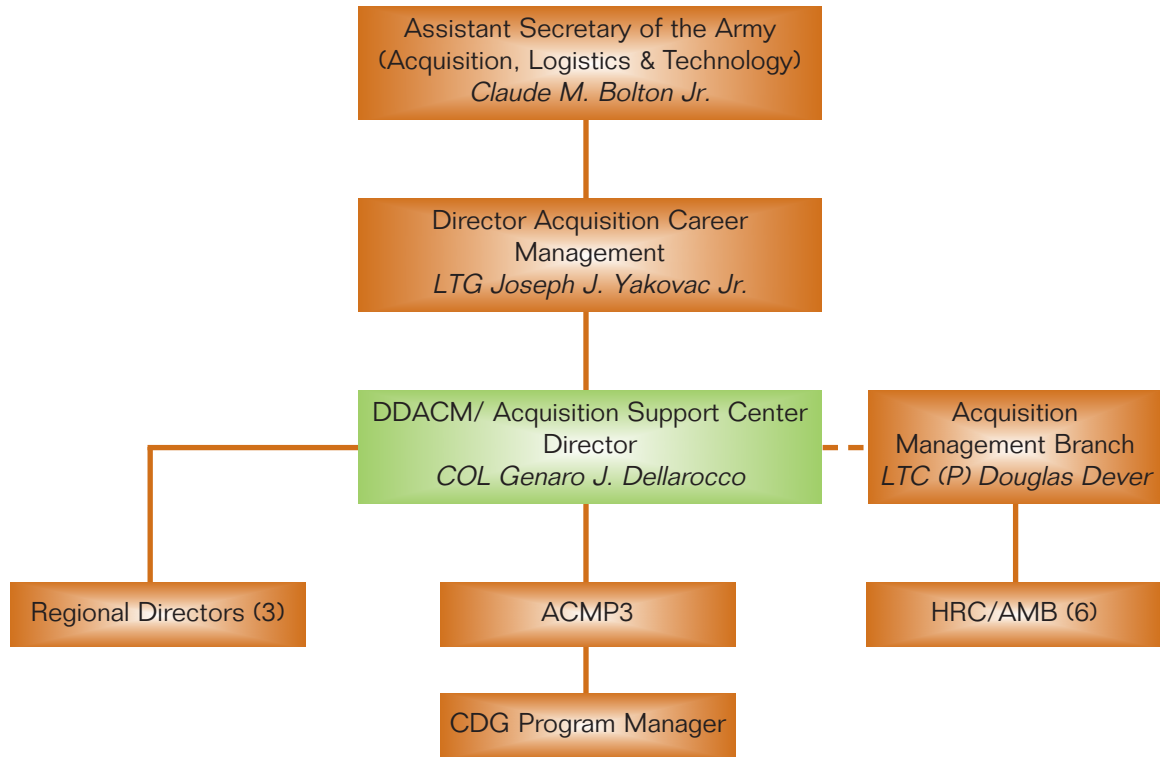 Assistant Secretary of the Army
(Acquisition, Logistics & Technology)
Claude M. Bolton Jr.
Director Acquisition Career
Management
LTG Joseph J. Yakovac Jr.
DDACM/ Acquisition Support Center
Director
COL Genaro J. Dellarocco
Acquisition
Management Branch
LTC (P) Douglas Dever
Regional Directors (3)
ACMP3
HRC/AMB (6)
CDG Program Manager